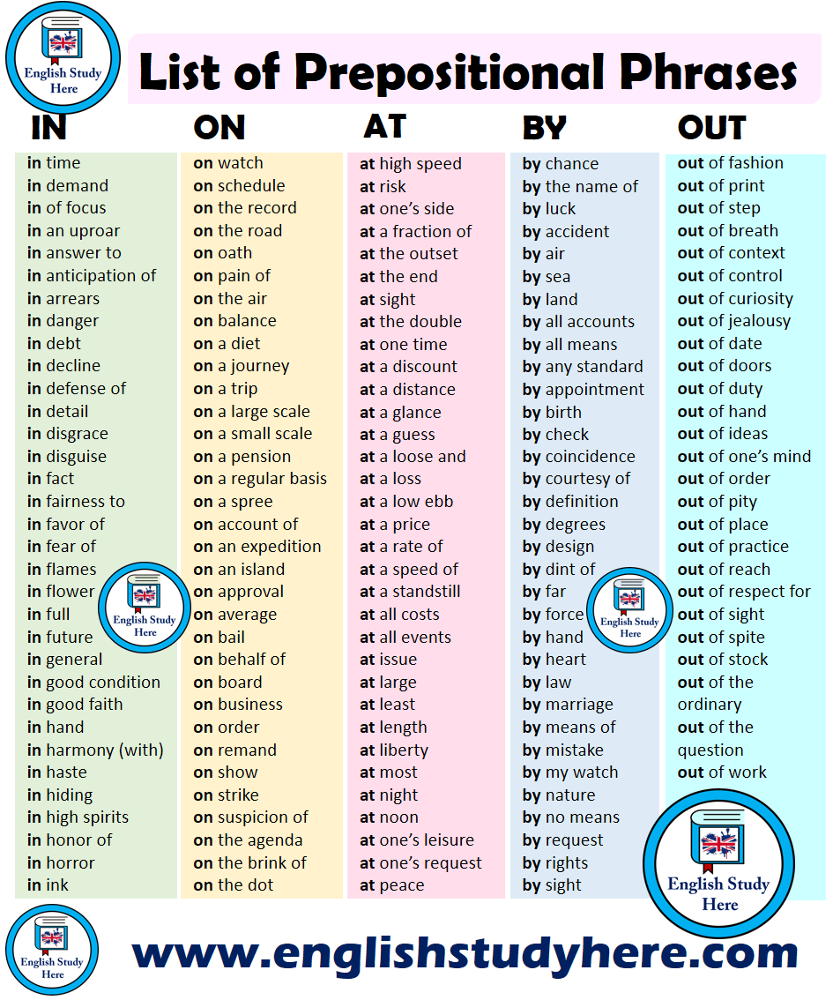 English Study
Here
List of Prepositional Phrases
IN
in time
in demand
in of focus
in an uproar
in answer to
in anticipation of
in arrears
in danger
in debt
in decline
in defense of
in detail
in disgrace
in disguise
in fact
in fairness to
in favor of
in fear of
in flames
in flower
in full
in future
in general
in good condition
in good faith
in hand
in harmony (with)
in haste
in hiding
in high spirits
in honor of
in horror
in ink
ON
on watch
on schedule
on the record
on the road
on oath
on pain of
on the air
on balance
on a diet
on a journey
on a trip
on a large scale
on a small scale
on a pension
on a regular basis
on a spree
on account of
on an expedition
on an island
on approval
on average
on bail
on behalf of
on board
on business
on order
on remand
on show
on strike
on suspicion of
on the agenda
on the brink of
on the dot
AT
at high speed
at risk
at one's side
at a fraction of
at the outset
at the end
at sight
at the double
at one time
at a discount
at a distance
at a glance
at a guess
at a loose and
at a loss
at a low ebb
at a price
at a rate of
at a speed of
at a standstill
at all costs
at all events
at issue
at large
at least
at length
at liberty
at most
at night
at noon
at one's leisure
at one's request
at peace
BY
by chance
by the name of
by luck
by accident
by air
by sea
by land
by all accounts
by all means
by any standard
by appointment
by birth
by check
by coincidence
by courtesy of
by definition
by degrees
by design
by dint of
by far
by force
by hand
by heart
by law
by marriage
by means of
by mistake
by my watch
by nature
by no means
by request
by rights
by sight
OUT
out of fashion
out of print
out of step
out of breath
out of context
out of control
out of curiosity
out of jealousy
out of date
out of doors
out of duty
out of hand
out of ideas
out of one's mind
out of order
out of pity
out of place
out of practice
out of reach
out of respect for
out of sight
out of spite
out of stock
out of the
ordinary
out of the
question
out of work
English Study
Here
English Study
Here
English Study
Here
English Study
Here
www.englishstudyhere.com